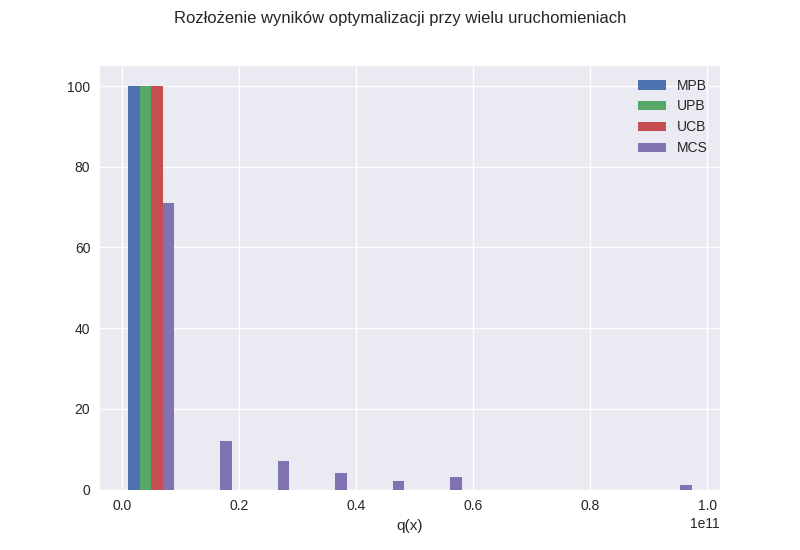 Rozłożenie wyników optymalizacji przy wielu uruchomieniach
MPB
UPB
UCB
MCS
100
80
60
40
20
0
0.0 0.2 0.4 0.6 0.8 1.0
1e11
q(x)